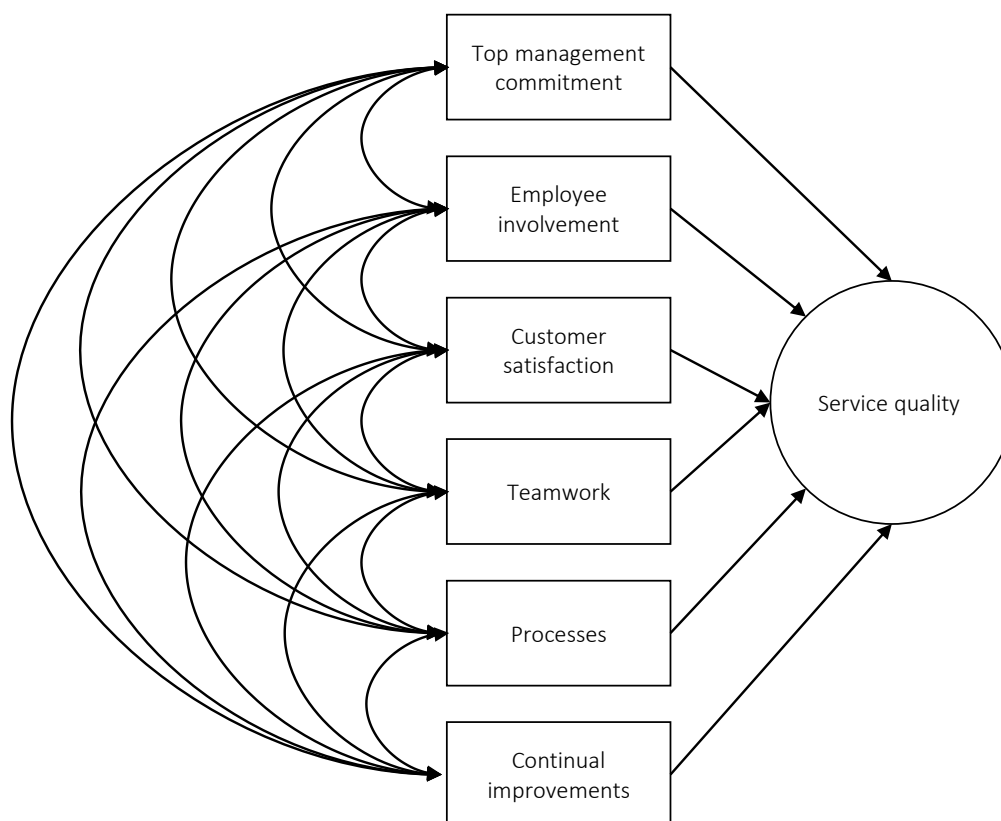 Top management
commitment
Employee
involvement
Customer
satisfaction
Service quality
Teamwork
Processes
Continual
improvements